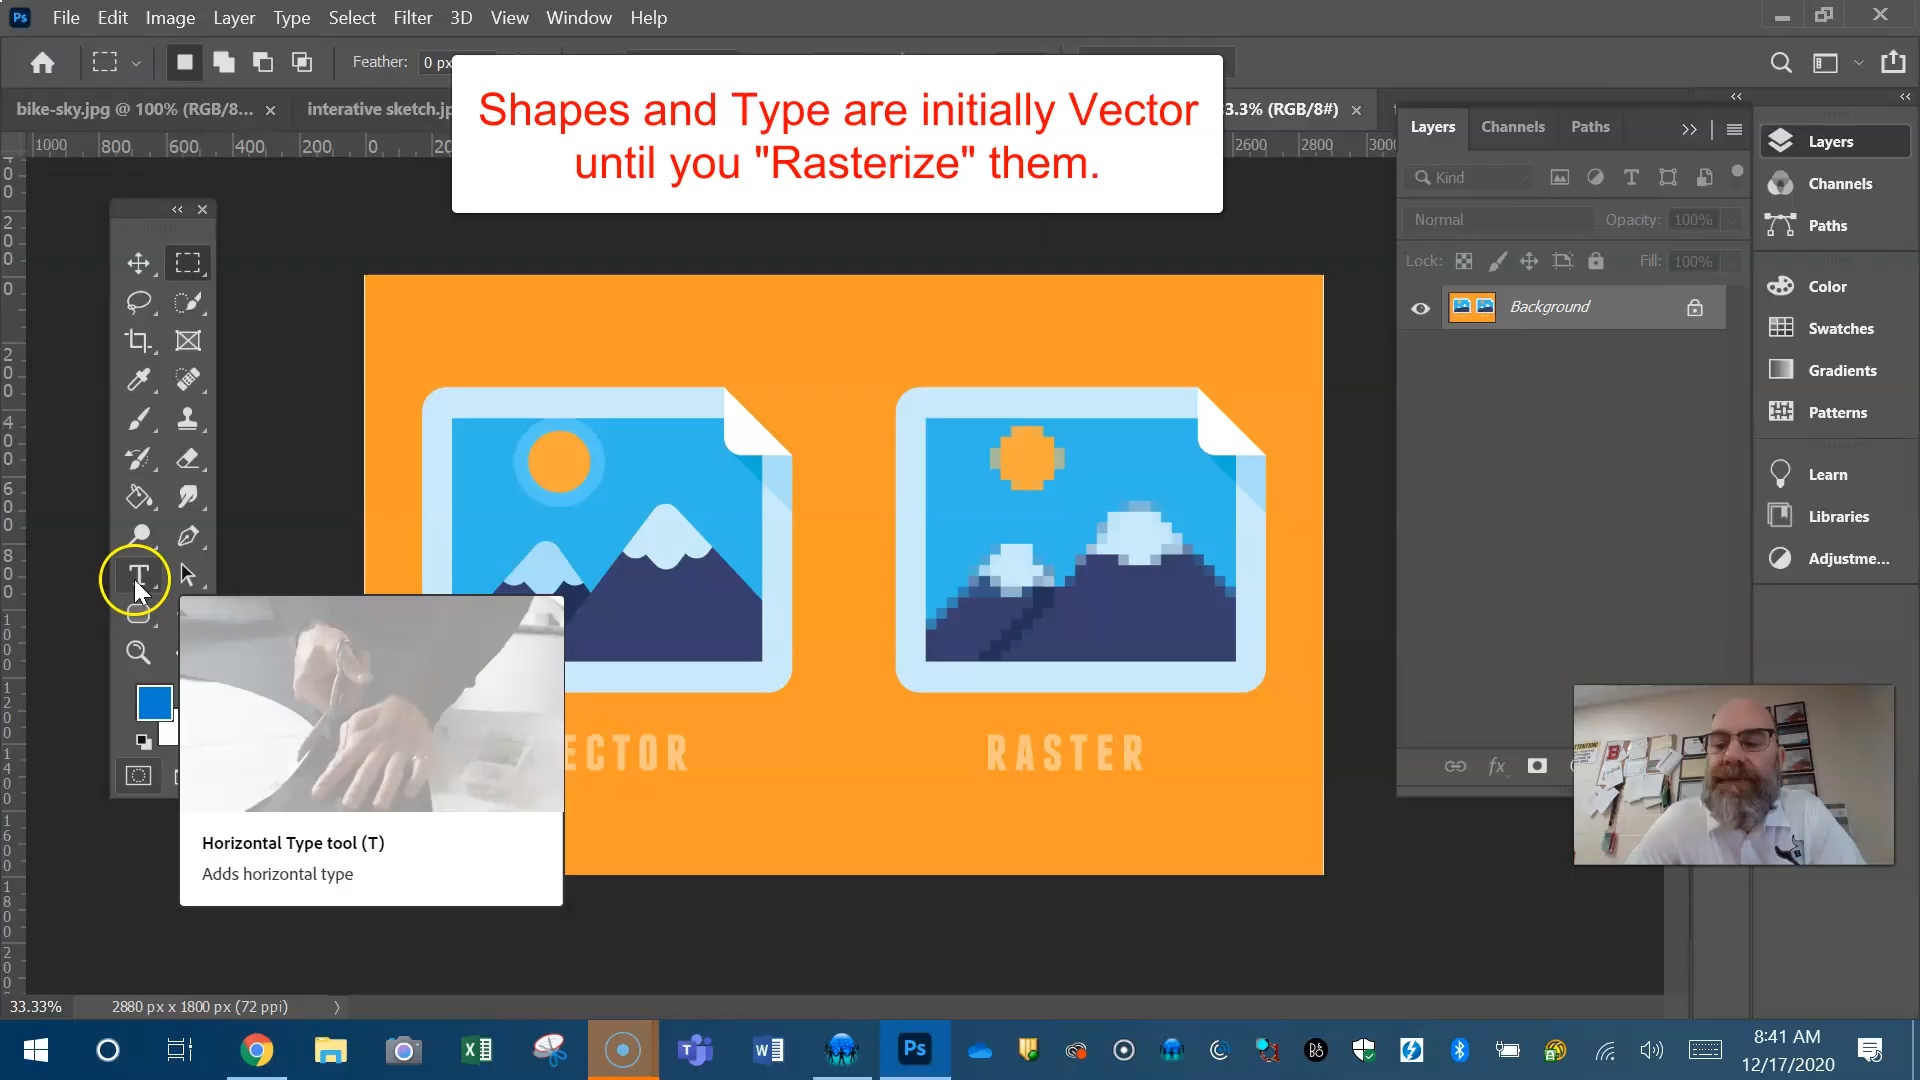 Ps File Edit Image Layer Type Select Filter 3D View Window Help
Feather: 0 px
Shapes and Type are initially Vector
until you "Rasterize" them.
bike-sky.jpg @ 100% (RGB/8... × interative sketch.jp 3.3% (RGB/8#) ×
1000 800 600 400 200 0 2600 2800
Layers Channels Paths
Kind
Normal Opacity: 100%
Lock: Fill: 100%
Background
Layers
Channels
Paths
Color
Swatches
Gradients
Patterns
Learn
Libraries
Adjustme...
ECTOR
RASTER
Horizontal Type tool (T)
Adds horizontal type
fx
33.33% 2880 px x 1800 px (72 ppi)
Ps
8:41 AM
12/17/2020